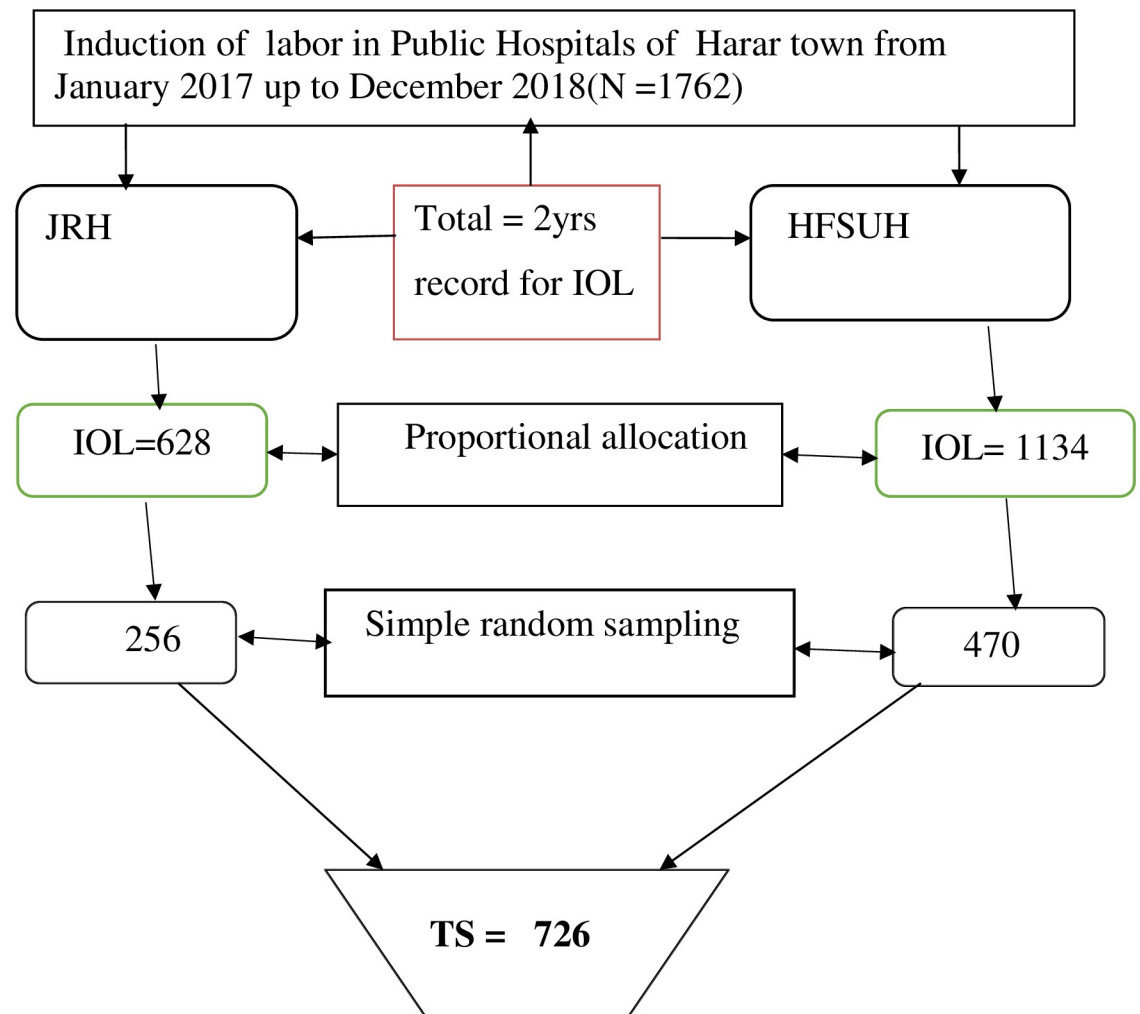 Induction of labor in Public Hospitals of Harar town from
January 2017 up to December 2018(N =1762)
JRH
Total = 2yrs
record for IOL
HFSUH
IOL=628
Proportional allocation
IOL= 1134
256
Simple random sampling
470
TS = 726